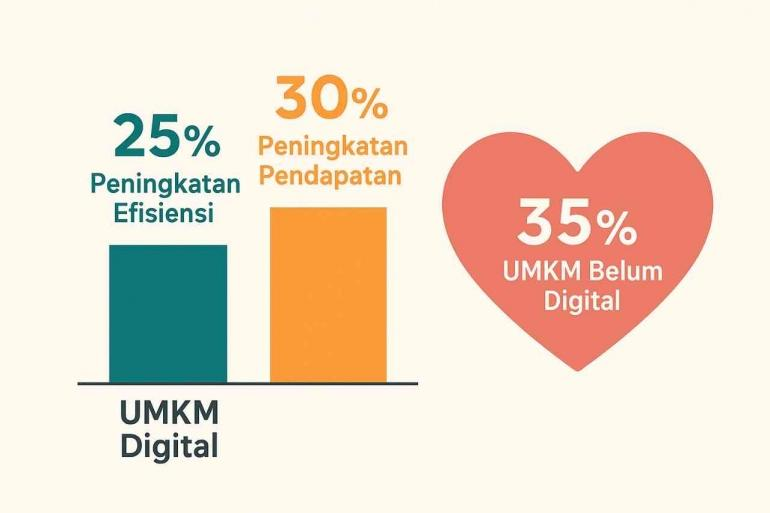 25%
Peningkatan
Efisiensi
30%
Peningkatan
Pendapatan
UMKM
Digital
35%
UMKM Belum
Digital